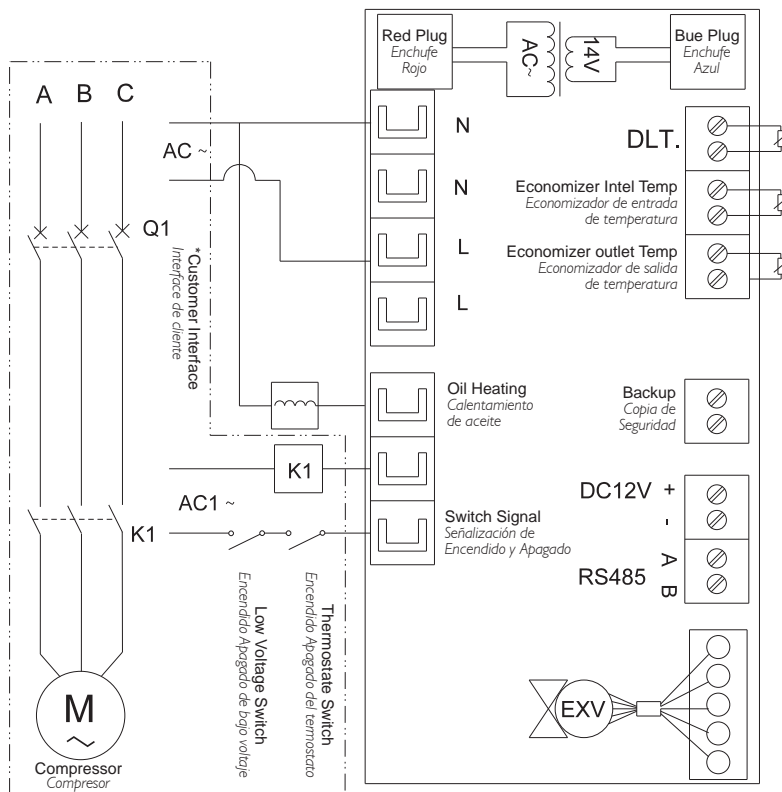 Red Plug
Enchufe
Rojo
AC~
14V
Bue Plug
Enchufe
Azul
A B C
AC ~
N
N
L
L
DLT.
Economizer Intel Temp
Economizador de entrada
de temperatura
Economizer outlet Temp
Economizador de salida
de temperatura
Q1
*Customer Interface
Interface de cliente
Oil Heating
Calentamiento
de aceite
Backup
Copia de
Seguridad
K1
AC1 ~
K1
Switch Signal
Señalización de
Encendido y Apagado
DC12V +
-
RS485 A
B
Thermostate Switch
Encendido Apagado del termostato
Low Voltage Switch
Encendido Apagado de bajo voltaje
M
~
Compressor
Compresor
EXV